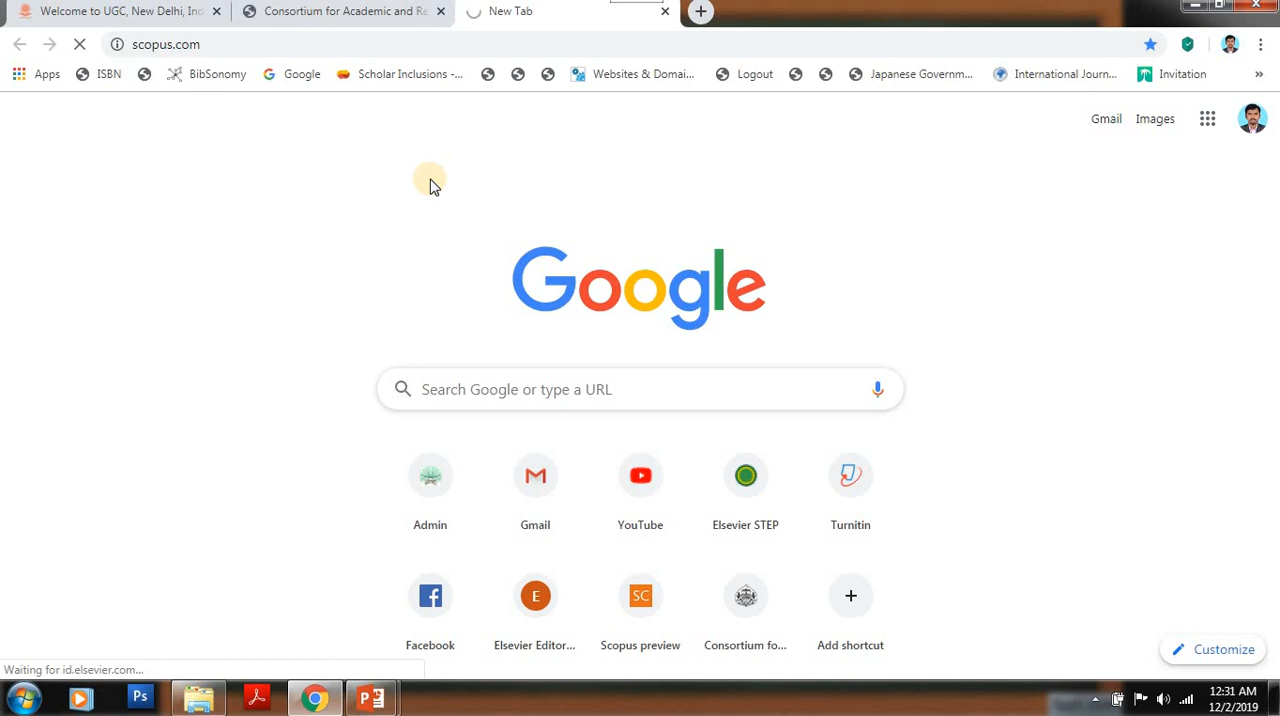 Welcome to UGC, New Delhi, Ind
Consortium for Academic and Re
New Tab
scopus.com
Apps
ISBN
BibSonomy
Google
Scholar Inclusions -...
Websites & Domai...
Logout
Japanese Governm...
International Journ...
Invitation
»
Gmail
Images
Google
Search Google or type a URL
Admin
Gmail
YouTube
Elsevier STEP
Turnitin
Facebook
E
Elsevier Editor...
SC
Scopus preview
Consortium fo...
Add shortcut
Customize
Waiting for id.elsevier.com...
Ps
12:31 AM
12/2/2019